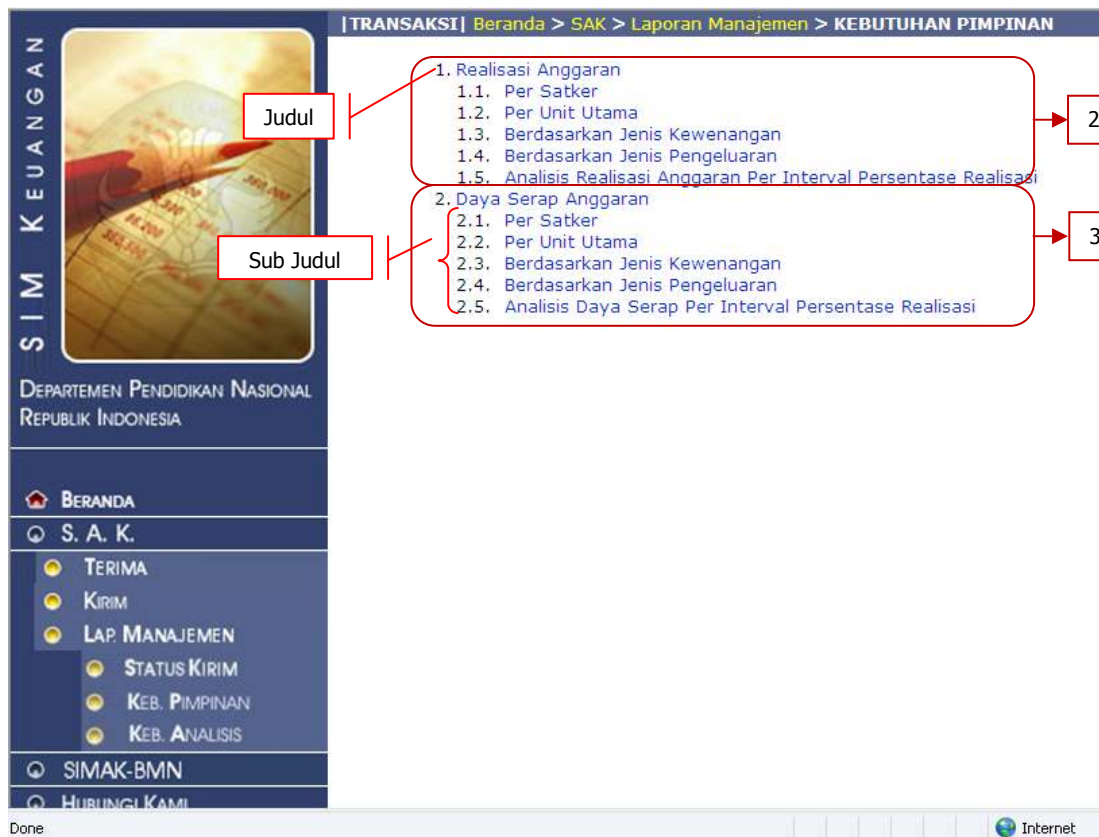 |TRANSAKSI| Beranda > SAK > Laporan Manajemen > KEBUTUHAN PIMPINAN
SIM KEUANGAN
1. Realisasi Anggaran
1.1. Per Satker
1.2. Per Unit Utama
1.3. Berdasarkan Jenis Kewenangan
1.4. Berdasarkan Jenis Pengeluaran
1.5. Analisis Realisasi Anggaran Per Interval Persentase Realisasi
Judul
2
2. Daya Serap Anggaran
2.1. Per Satker
2.2. Per Unit Utama
2.3. Berdasarkan Jenis Kewenangan
2.4. Berdasarkan Jenis Pengeluaran
2.5. Analisis Daya Serap Per Interval Persentase Realisasi
Sub Judul
3
DEPARTEMEN PENDIDIKAN NASIONAL
REPUBLIK INDONESIA
BERANDA
S. A. K.
TERIMA
KIRIM
LAP. MANAJEMEN
STATUS KIRIM
KEB. PIMPINAN
KEB. ANALISIS
SIMAK-BMN
HUBUNGI KAMI
Done
Internet